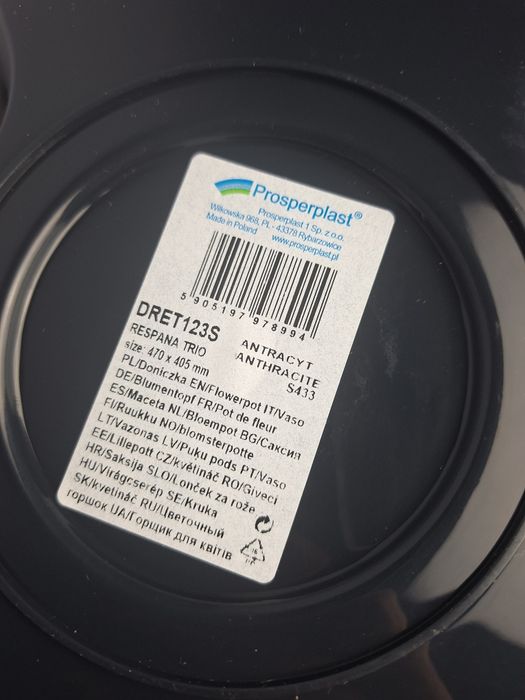 Prosperplast®
Prosperplast 1 Sp. z o.o.
Wilkowska 968, PL - 43378 Rybarzowice
Made in Poland www.prosperplast.pl
5 905197 978994
DRET123S
ANTRACYT
RESPANA TRIO
ANTHRACITE
size: 470 x 405 mm
S433
PL/Doniczka EN/Flowerpot IT/Vaso
DE/Blumentopf FR/Pot de fleur
ES/Maceta NL/Bloempot BG/Саксия
FI/Ruukku NO/blomsterpotte
LT/Vazonas LV/Puku pods PT/Vaso
EE/Lillepott CZ/květináč RO/Giveci
HR/Saksija SLO/Lonček za rože
HU/Virágcserép SE/Kruka
SK/kvetináč RU/Цветочный
горшок UA/Горщик для квітів